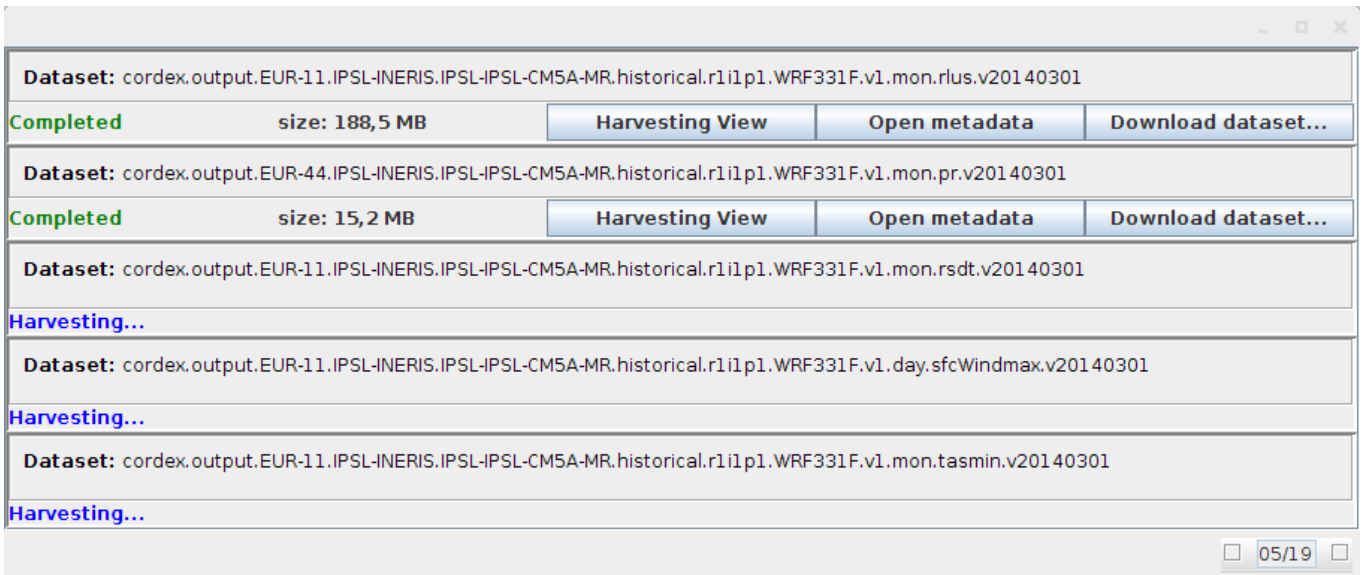 Dataset: cordex.output.EUR-11.IPSL-INERIS.IPSL-IPSL-CM5A-MR.historical.r1i1p1.WRF331F.v1.mon.rlus.v20140301
Completed size: 188,5 MB Harvesting View Open metadata Download dataset...
Dataset: cordex.output.EUR-44.IPSL-INERIS.IPSL-IPSL-CM5A-MR.historical.r1i1p1.WRF331F.v1.mon.pr.v20140301
Completed size: 15,2 MB Harvesting View Open metadata Download dataset...
Dataset: cordex.output.EUR-11.IPSL-INERIS.IPSL-IPSL-CM5A-MR.historical.r1i1p1.WRF331F.v1.mon.rsdt.v20140301
Harvesting...
Dataset: cordex.output.EUR-11.IPSL-INERIS.IPSL-IPSL-CM5A-MR.historical.r1i1p1.WRF331F.v1.day.sfcWindmax.v20140301
Harvesting...
Dataset: cordex.output.EUR-11.IPSL-INERIS.IPSL-IPSL-CM5A-MR.historical.r1i1p1.WRF331F.v1.mon.tasmin.v20140301
Harvesting...
05/19